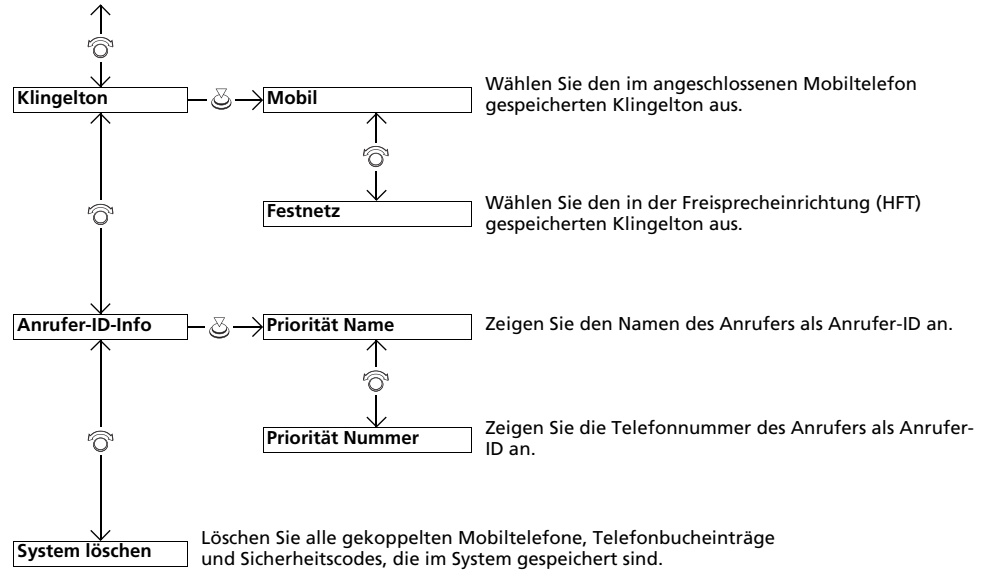 Klingelton
Mobil
Wählen Sie den im angeschlossenen Mobiltelefon
gespeicherten Klingelton aus.
Festnetz
Wählen Sie den in der Freisprecheinrichtung (HFT)
gespeicherten Klingelton aus.
Anrufer-ID-Info
Priorität Name
Zeigen Sie den Namen des Anrufers als Anrufer-ID an.
Priorität Nummer
Zeigen Sie die Telefonnummer des Anrufers als Anrufer-
ID an.
System löschen
Löschen Sie alle gekoppelten Mobiltelefone, Telefonbucheinträge
und Sicherheitscodes, die im System gespeichert sind.